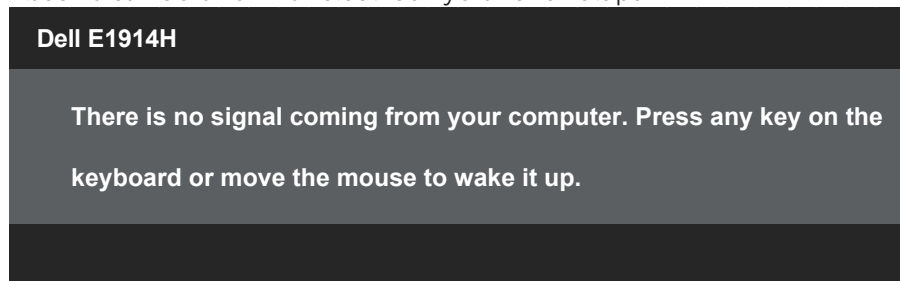 Dell E1914H
There is no signal coming from your computer. Press any key on the
keyboard or move the mouse to wake it up.